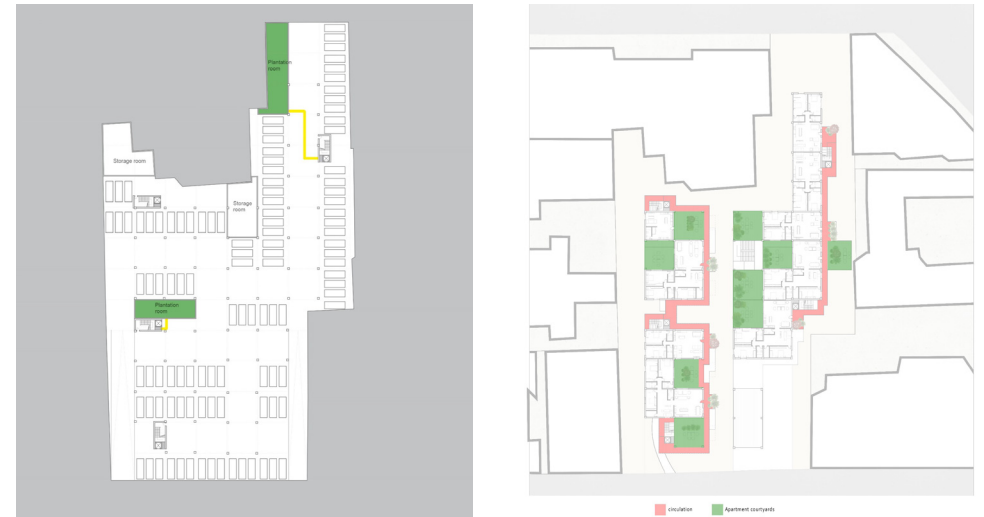 Plantation
room
Storage room
Storage
room
Plantation
room
circulation
Apartment courtyards